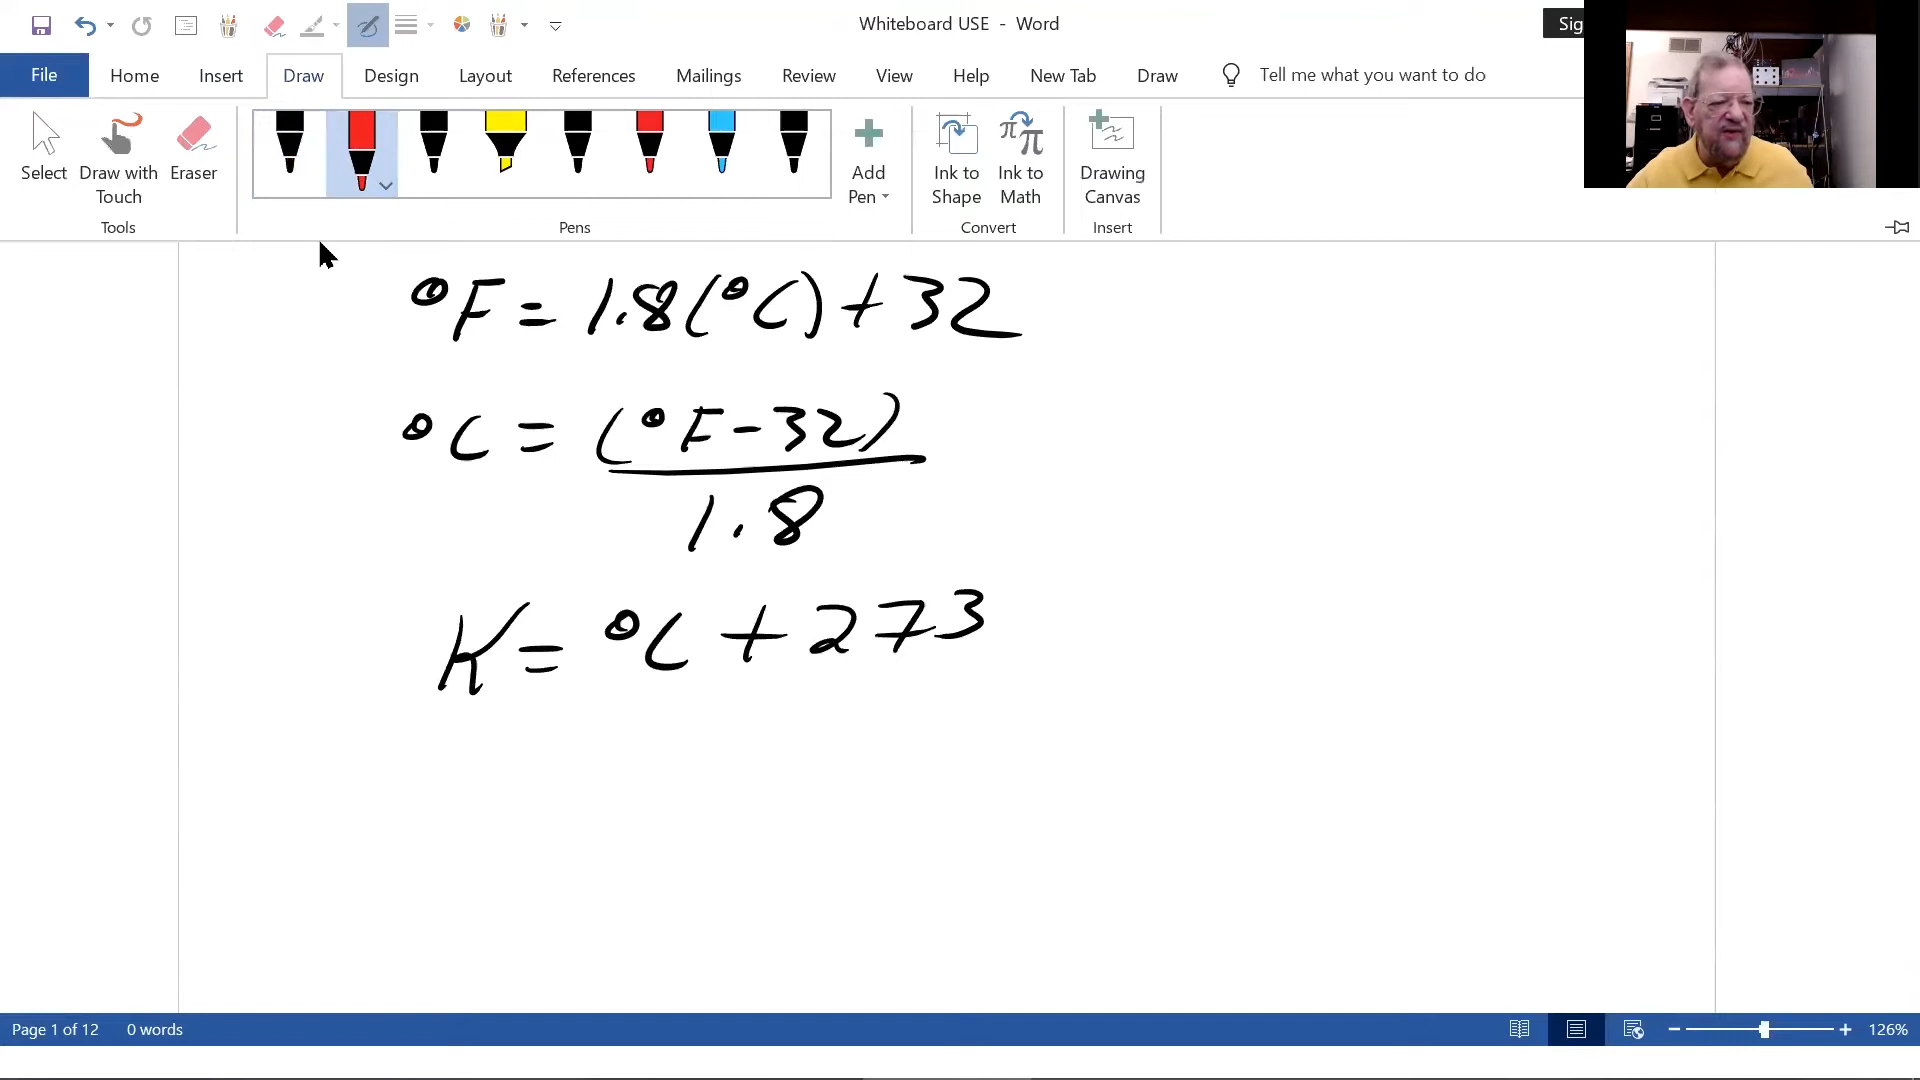 Whiteboard USE - Word
Sig
File Home Insert Draw Design Layout References Mailings Review View Help New Tab Draw Tell me what you want to do
Select Draw with Touch Eraser
Add Pen
Ink to Shape Ink to Math
Drawing Canvas
Tools Pens Convert Insert
°F = 1.8(°C) + 32
°C = (°F - 32)
1.8
K = °C + 273
Page 1 of 12 0 words 126%